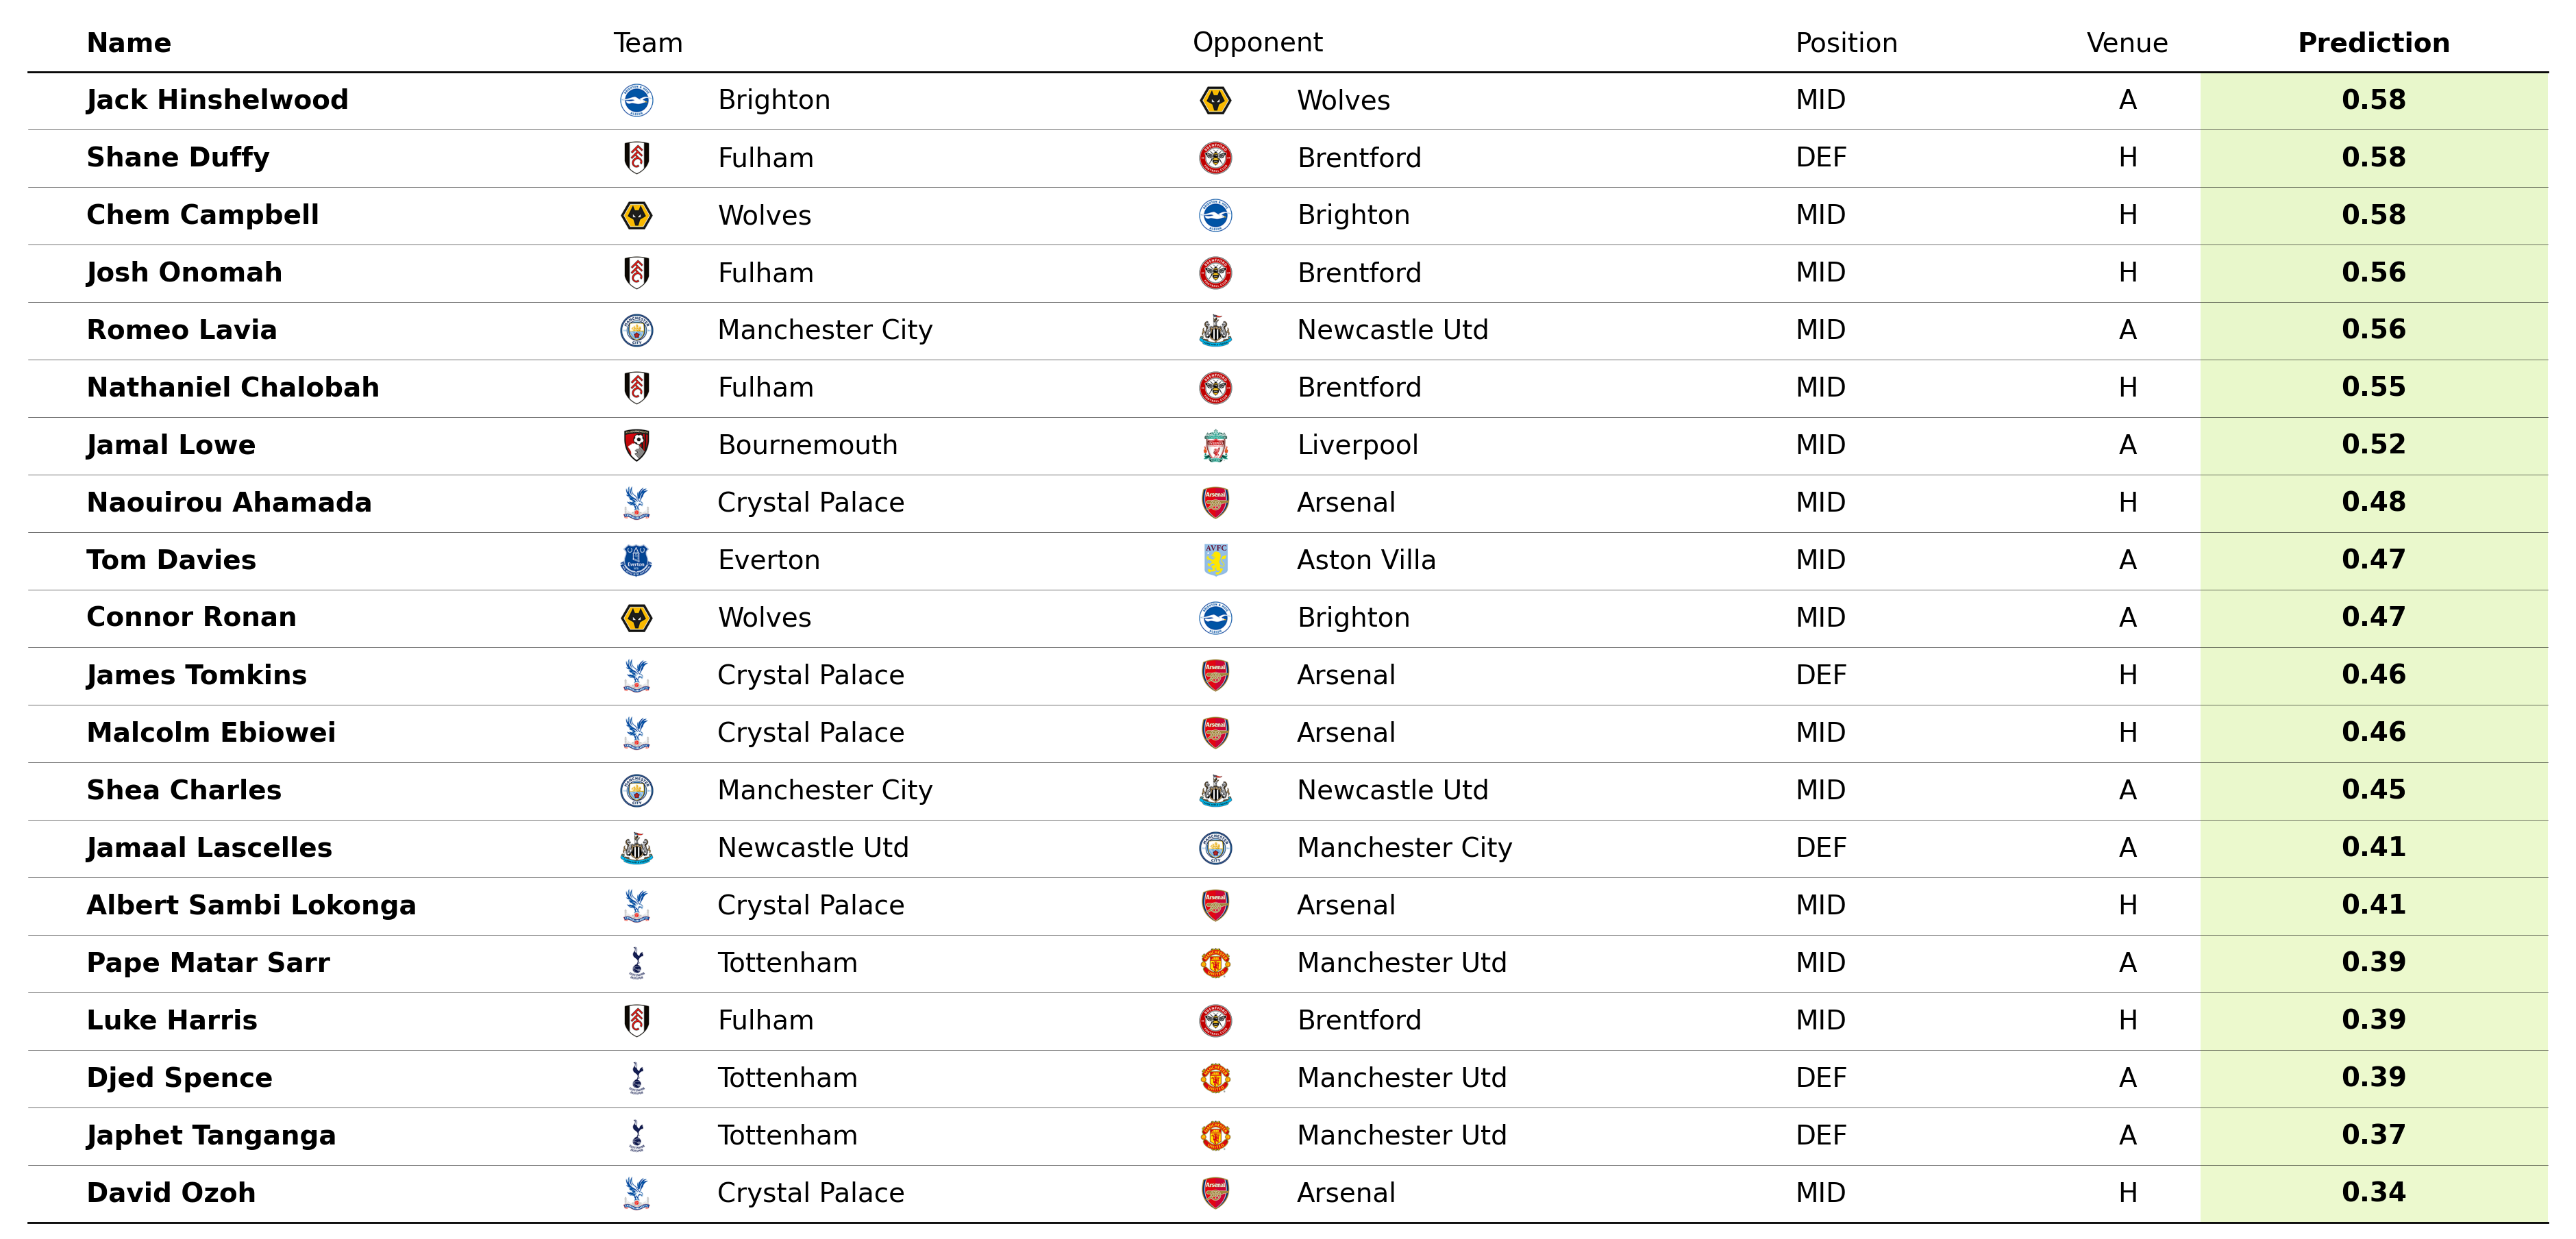 Name Team Opponent Position Venue Prediction
Jack Hinshelwood Brighton Wolves MID A 0.58
Shane Duffy Fulham Brentford DEF H 0.58
Chem Campbell Wolves Brighton MID H 0.58
Josh Onomah Fulham Brentford MID H 0.56
Romeo Lavia Manchester City Newcastle Utd MID A 0.56
Nathaniel Chalobah Fulham Brentford MID H 0.55
Jamal Lowe Bournemouth Liverpool MID A 0.52
Naouirou Ahamada Crystal Palace Arsenal MID H 0.48
Tom Davies Everton Aston Villa MID A 0.47
Connor Ronan Wolves Brighton MID A 0.47
James Tomkins Crystal Palace Arsenal DEF H 0.46
Malcolm Ebiowei Crystal Palace Arsenal MID H 0.46
Shea Charles Manchester City Newcastle Utd MID A 0.45
Jamaal Lascelles Newcastle Utd Manchester City DEF A 0.41
Albert Sambi Lokonga Crystal Palace Arsenal MID H 0.41
Pape Matar Sarr Tottenham Manchester Utd MID A 0.39
Luke Harris Fulham Brentford MID H 0.39
Djed Spence Tottenham Manchester Utd DEF A 0.39
Japhet Tanganga Tottenham Manchester Utd DEF A 0.37
David Ozoh Crystal Palace Arsenal MID H 0.34